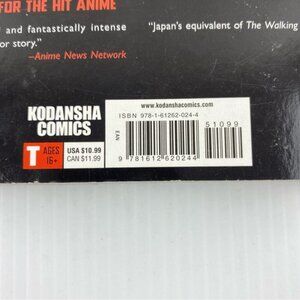 FOR THE HIT ANIME
and fantastically intense
or story."
—Anime News Network
"Japan's equivalent of The Walking
KODANSHA
COMICS
T AGES
16+
USA $10.99
CAN $11.99
www.kodanshacomics.com
ISBN 978-1-61262-024-4
51099
EAN
9 781612 620244